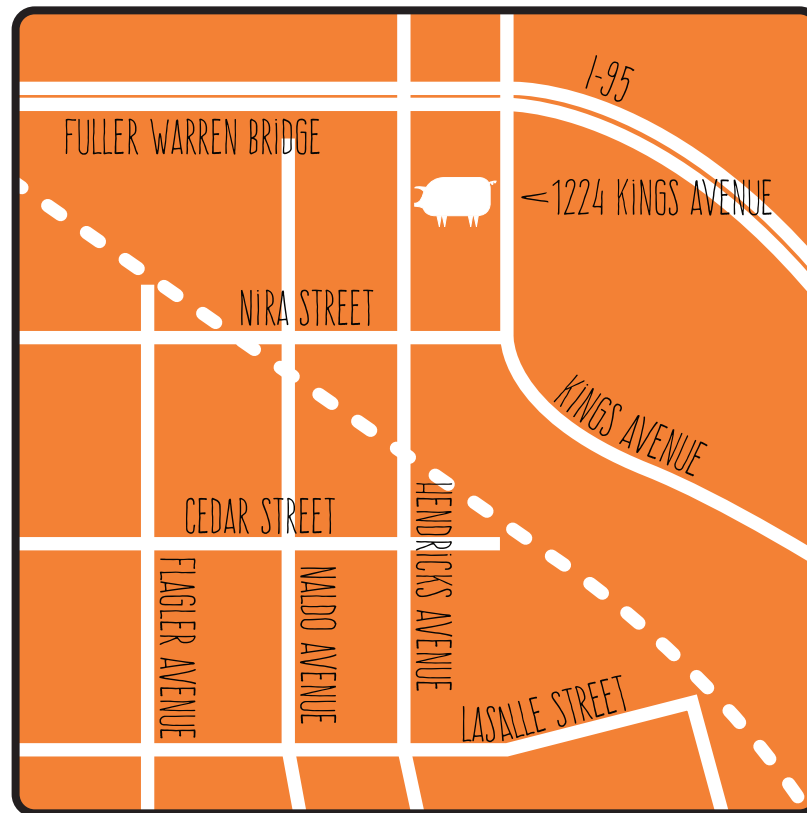 I-95
FULLER WARREN BRIDGE
<1224 KINGS AVENUE
NIRA STREET
KINGS AVENUE
CEDAR STREET
HENDRICKS AVENUE
FLAGLER AVENUE
NALDO AVENUE
LASALLE STREET